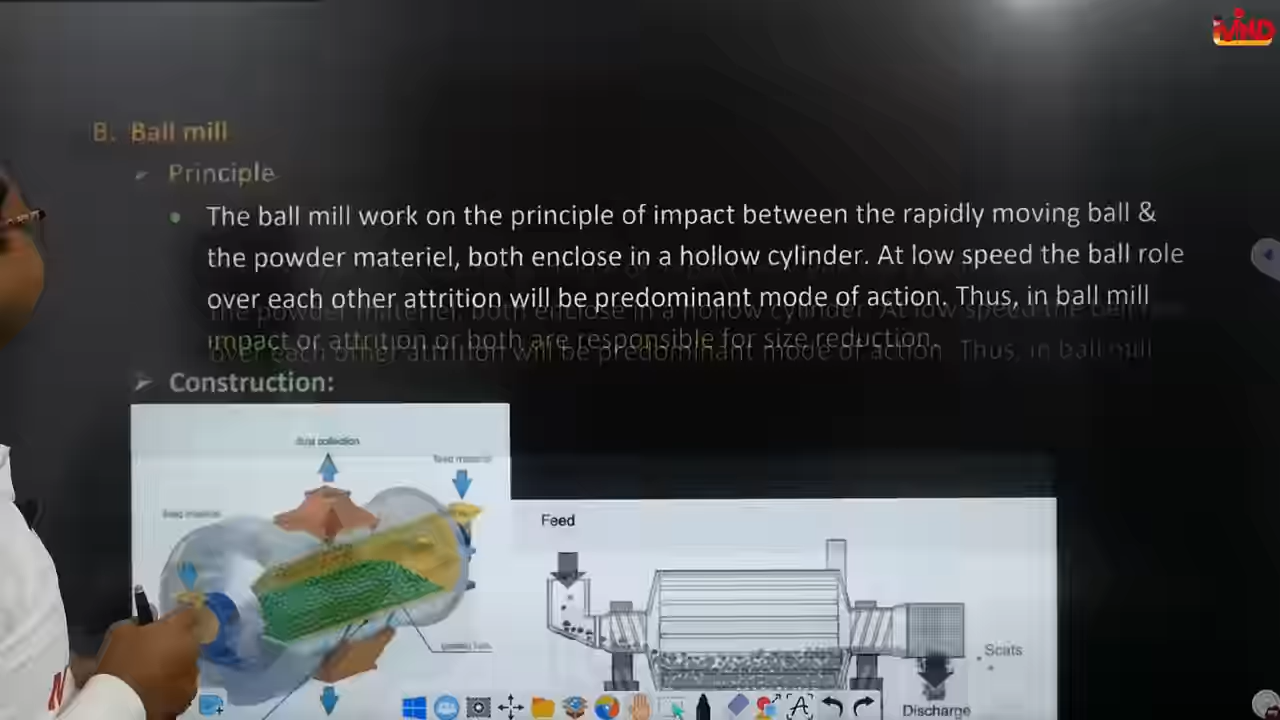 B. Ball mill
Principle
The ball mill work on the principle of impact between the rapidly moving ball &
the powder materiel, both enclose in a hollow cylinder. At low speed the ball role
over each other attrition will be predominant mode of action. Thus, in ball mill
impact or attrition or both are responsible for size reduction.
Construction:
Feed
Scats
Discharge